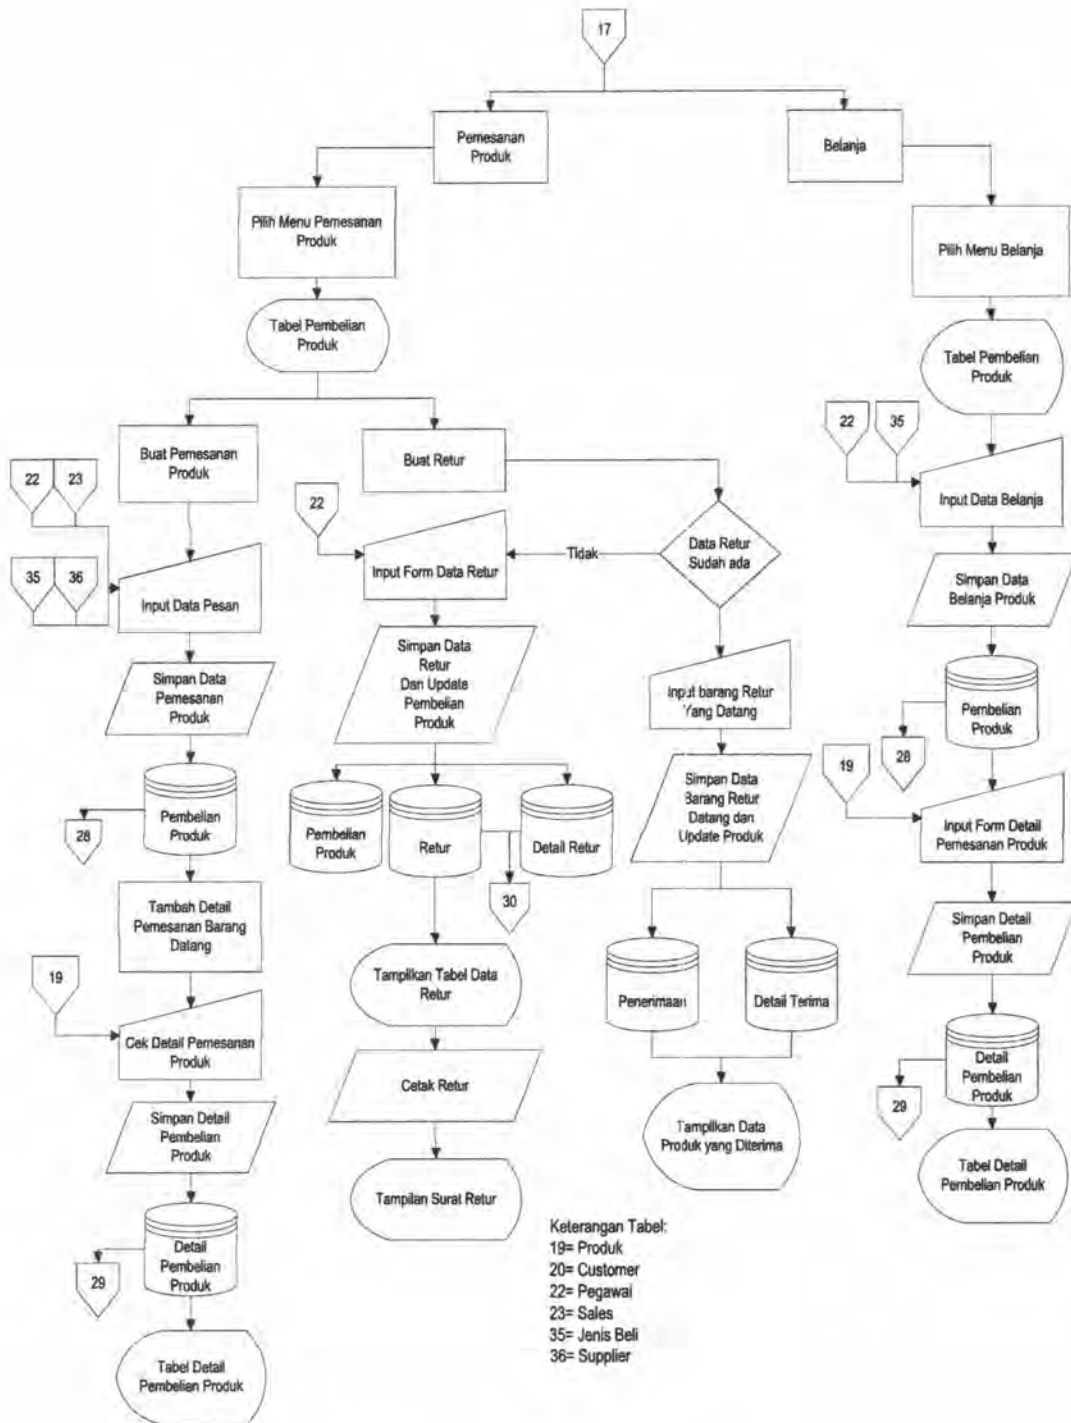 17
Pemesanan
Produk
Belanja
Pilih Menu Pemesanan
Produk
Pilih Menu Belanja
Tabel Pembelian
Produk
Tabel Pembelian
Produk
22
35
Buat Pemesanan
Produk
Buat Retur
22
23
22
Input Data Belanja
35
36
Input Data Pesan
Input Form Data Retur
Tidak
Data Retur
Sudah ada
Simpan Data
Belanja Produk
Simpan Data
Pemesanan
Produk
Simpan Data
Retur
Dan Update
Pembelian
Produk
Input barang Retur
Yang Datang
Pembelian
Produk
28
19
Pembelian
Produk
28
Pembelian
Produk
Retur
Detail Retur
30
Simpan Data
Barang Retur
Datang dan
Update Produk
Input Form Detail
Pemesanan Produk
Tambah Detail
Pemesanan Barang
Datang
Simpan Detail
Pembelian
Produk
19
Cek Detail Pemesanan
Produk
Tampilkan Tabel Data
Retur
Penerimaan
Detail Terima
Detail
Pembelian
Produk
29
Simpan Detail
Pembelian
Produk
Cetak Retur
Tampilkan Data
Produk yang Diterima
Tabel Detail
Pembelian Produk
Tampilan Surat Retur
Detail
Pembelian
Produk
29
Tabel Detail
Pembelian Produk
Keterangan Tabel:
19= Produk
20= Customer
22= Pegawai
23= Sales
35= Jenis Beli
36= Supplier